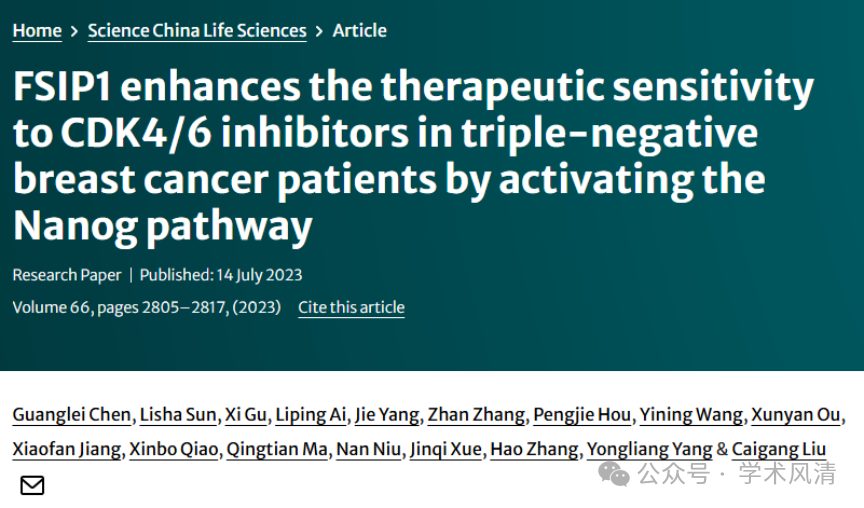 Home > Science China Life Sciences > Article
FSIP1 enhances the therapeutic sensitivity
to CDK4/6 inhibitors in triple-negative
breast cancer patients by activating the
Nanog pathway
Research Paper | Published: 14 July 2023
Volume 66, pages 2805–2817, (2023) Cite this article
Guanglei Chen, Lisha Sun, Xi Gu, Liping Ai, Jie Yang, Zhan Zhang, Pengjie Hou, Yining Wang, Xunyan Ou,
Xiaofan Jiang, Xinbo Qiao, Qingtian Ma, Nan Niu, Jinqi Xue, Hao Zhang, Yongliang Yang & Caigang Liu
公众号 · 学术风清